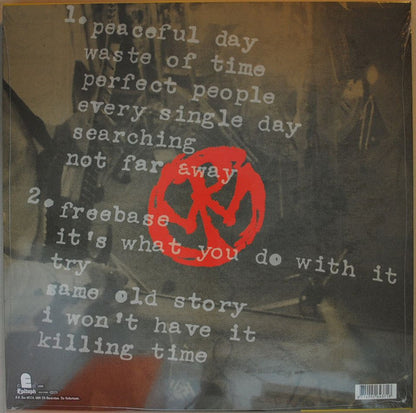 1. peaceful day
waste of time
perfect people
every single day
searching
not far away
2. freebase
it's what you do with it
try
same old story
i won't have it
killing time
Epitaph